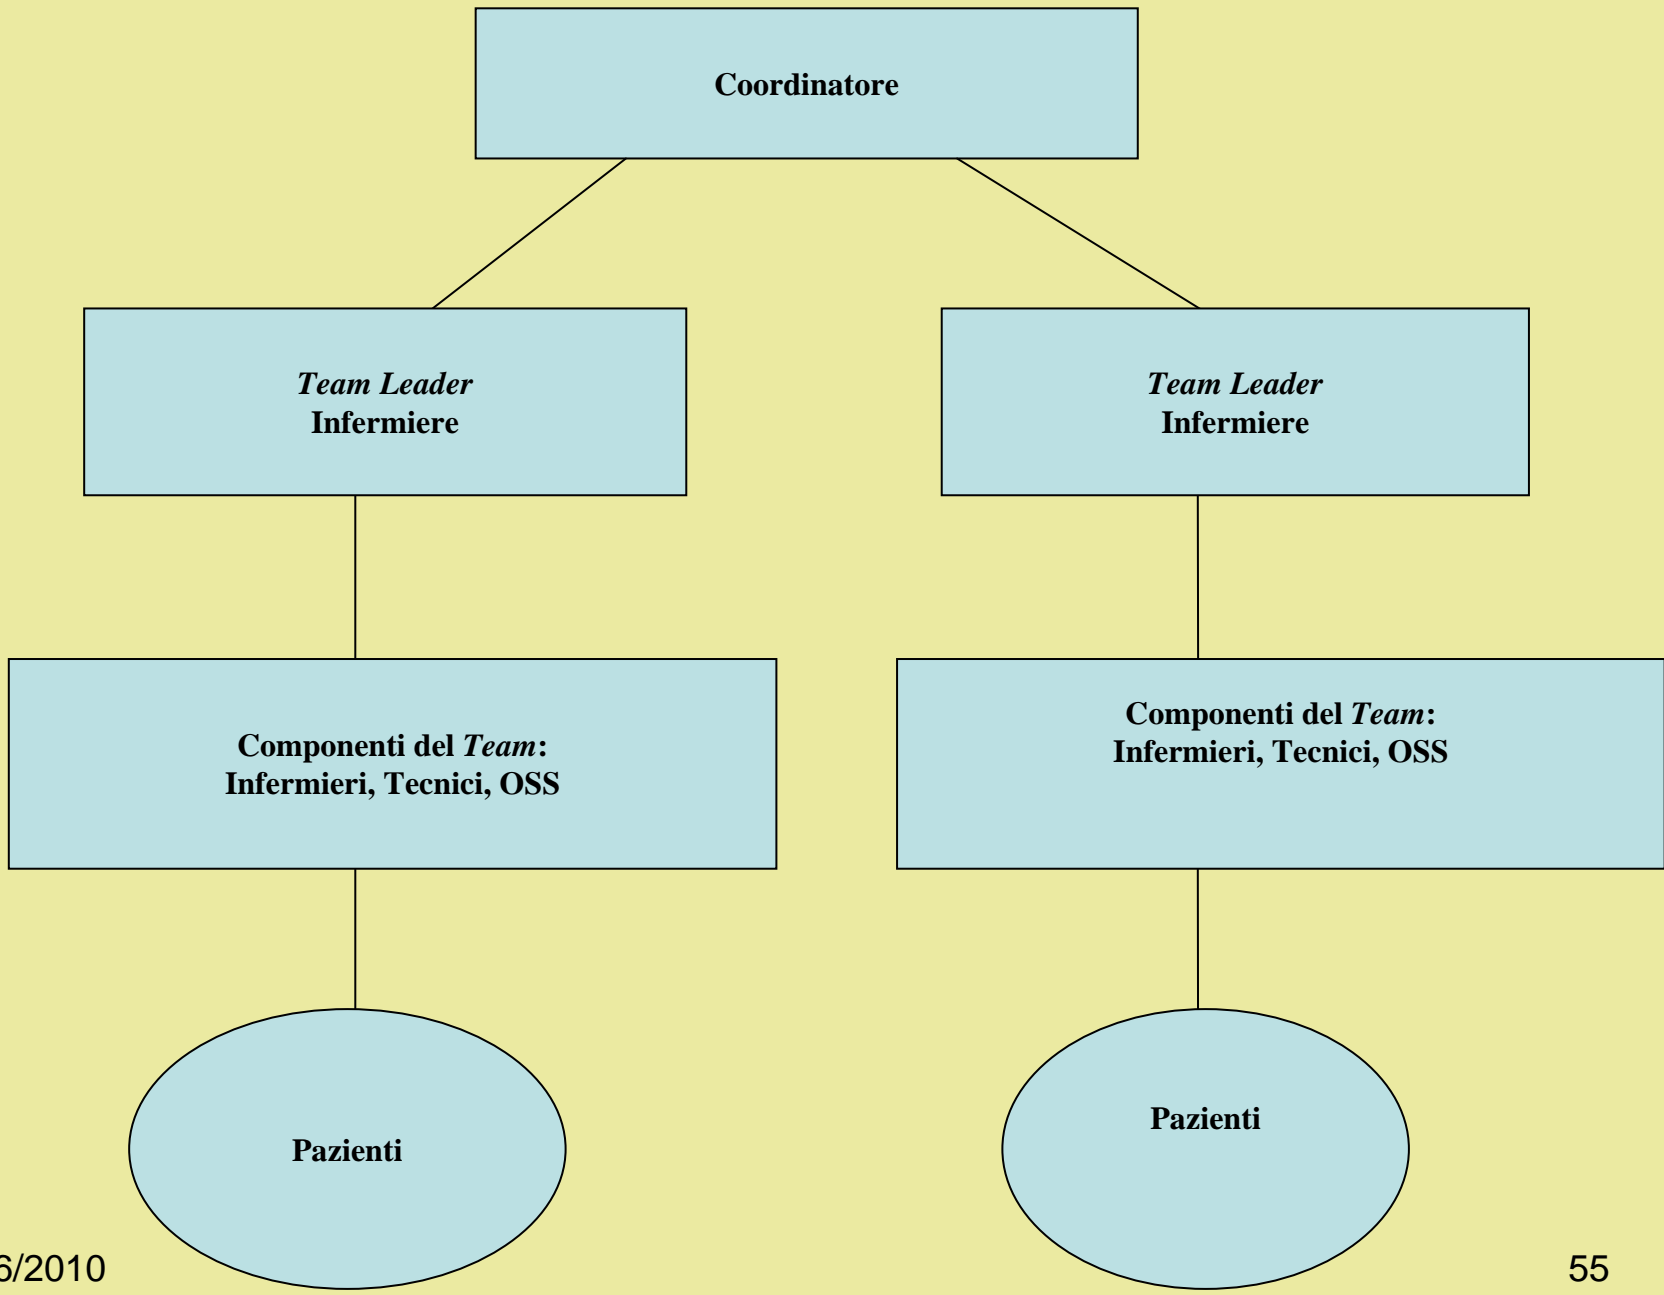 Coordinatore
Team Leader
Infermiere
Team Leader
Infermiere
Componenti del Team:
Infermieri, Tecnici, OSS
Componenti del Team:
Infermieri, Tecnici, OSS
Pazienti
Pazienti
6/2010
55